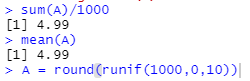 > sum(A)/1000
[1] 4.99
> mean(A)
[1] 4.99
> A = round(runif(1000,0,10))